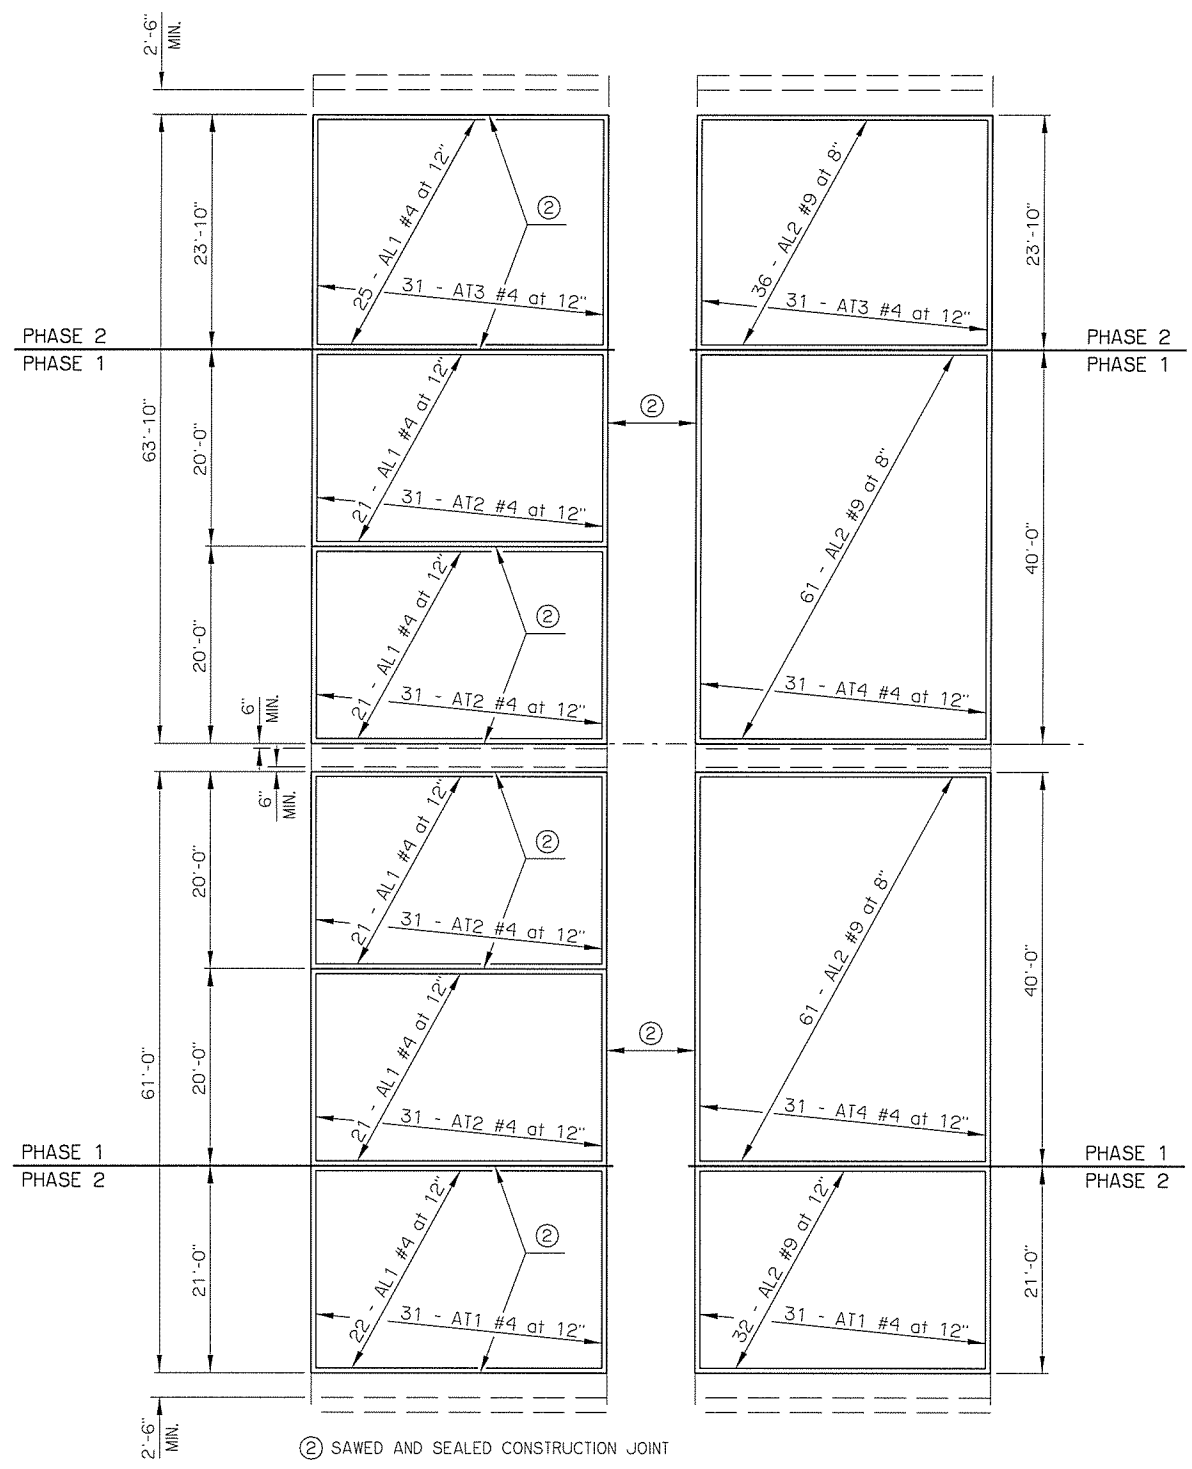 2'-6"
MIN.
23'-10"
25 - AL1 #4 at 12"
31 - AT3 #4 at 12"
2
36 - AL2 #9 at 8"
31 - AT3 #4 at 12"
23'-10"
PHASE 2
PHASE 1
PHASE 2
PHASE 1
63'-10"
20'-0"
21 - AL1 #4 at 12"
31 - AT2 #4 at 12"
2
61 - AL2 #9 at 8"
31 - AT4 #4 at 12"
40'-0"
20'-0"
21 - AL1 #4 at 12"
31 - AT2 #4 at 12"
2
6"
MIN.
6"
MIN.
61'-0"
20'-0"
21 - AL1 #4 at 12"
31 - AT2 #4 at 12"
2
61 - AL2 #9 at 8"
31 - AT4 #4 at 12"
40'-0"
20'-0"
21 - AL1 #4 at 12"
31 - AT2 #4 at 12"
2
PHASE 1
PHASE 2
PHASE 1
PHASE 2
21'-0"
22 - AL1 #4 at 12"
31 - AT1 #4 at 12"
2
32 - AL2 #9 at 12"
31 - AT1 #4 at 12"
21'-0"
2'-6"
MIN.
2 SAWED AND SEALED CONSTRUCTION JOINT